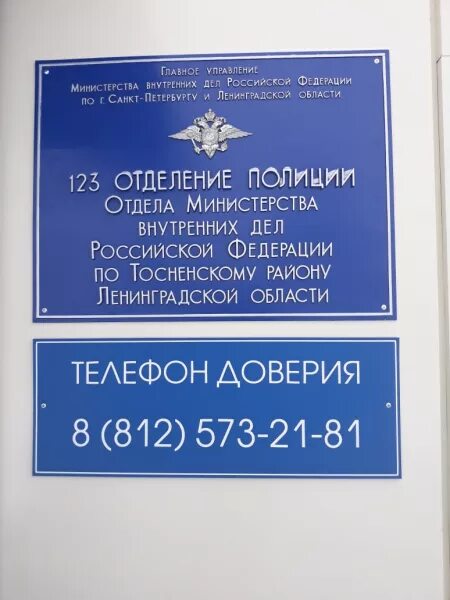 Главное управление
Министерства внутренних дел Российской Федерации
по г. Санкт-Петербургу и Ленинградской области
123 ОТДЕЛЕНИЕ ПОЛИЦИИ
Отдела Министерства
внутренних дел
Российской Федерации
по Тосненскому району
Ленинградской области
ТЕЛЕФОН ДОВЕРИЯ
8 (812) 573-21-81